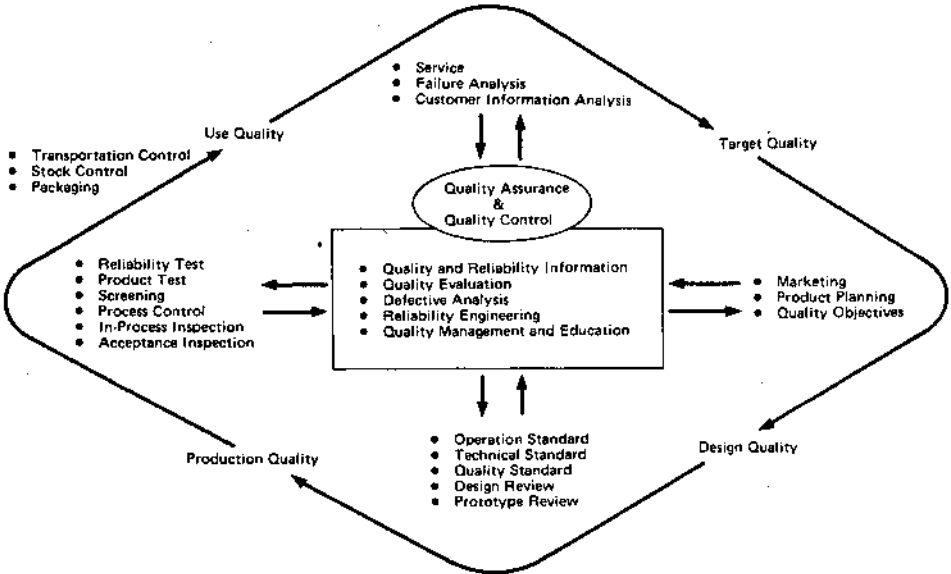 • Service
• Failure Analysis
• Customer Information Analysis
Use Quality
Target Quality
• Transportation Control
• Stock Control
• Packaging
Quality Assurance
&
Quality Control
• Reliability Test
• Product Test
• Screening
• Process Control
• In-Process Inspection
• Acceptance Inspection
• Quality and Reliability Information
• Quality Evaluation
• Defective Analysis
• Reliability Engineering
• Quality Management and Education
• Marketing
• Product Planning
• Quality Objectives
Production Quality
• Operation Standard
• Technical Standard
• Quality Standard
• Design Review
• Prototype Review
Design Quality